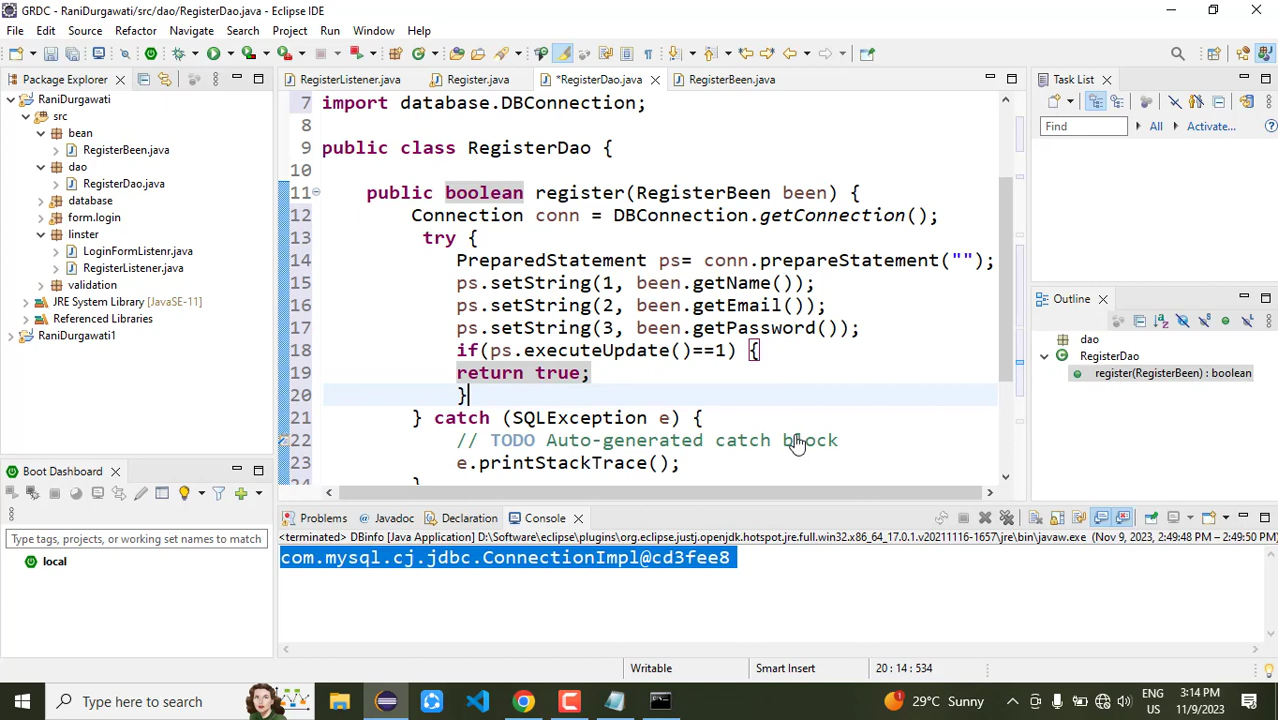 GRDC - RaniDurgawati/src/dao/RegisterDao.java - Eclipse IDE
File Edit Source Refactor Navigate Search Project Run Window Help
Package Explorer
RegisterListener.java Register.java *RegisterDao.java RegisterBeen.java
Task List
Find All Activate...
RaniDurgawati
src
bean
RegisterBeen.java
dao
RegisterDao.java
database
form.login
linster
LoginFormListenr.java
RegisterListener.java
validation
JRE System Library [JavaSE-11]
Referenced Libraries
RaniDurgawati1
7 import database.DBConnection;
8
9 public class RegisterDao {
10
11 public boolean register(RegisterBeen been) {
12 Connection conn = DBConnection.getConnection();
13 try {
14 PreparedStatement ps= conn.prepareStatement("");
15 ps.setString(1, been.getName());
16 ps.setString(2, been.getEmail());
17 ps.setString(3, been.getPassword());
18 if(ps.executeUpdate()==1) {
19 return true;
20 }
21 } catch (SQLException e) {
22 // TODO Auto-generated catch block
23 e.printStackTrace();
24 }
Outline
dao
RegisterDao
register(RegisterBeen) : boolean
Boot Dashboard
Type tags, projects, or working set names to match
local
Problems Javadoc Declaration Console
<terminated> DBinfo [Java Application] D:\Software\eclipse\plugins\org.eclipse.justj.openjdk.hotspot.jre.full.win32.x86_64_17.0.1.v20211116-1657\jre\bin\javaw.exe (Nov 9, 2023, 2:49:48 PM – 2:49:50 PM)
com.mysql.cj.jdbc.ConnectionImpl@cd3fee8
Writable Smart Insert 20 : 14 : 534
Type here to search
29°C Sunny
ENG
US
3:14 PM
11/9/2023